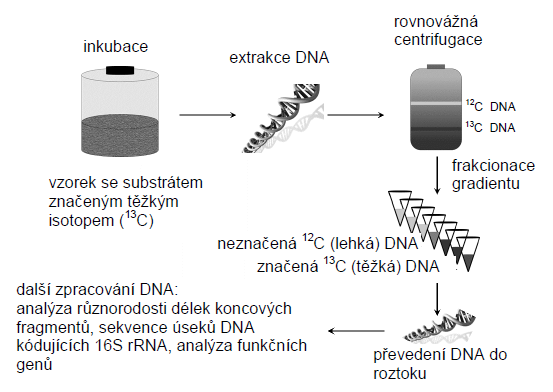 inkubace
vzorek se substrátem
značeným těžkým
isotopem (¹³C)
extrakce DNA
rovnovážná
centrifugace
¹²C DNA
¹³C DNA
frakcionace
gradientu
neznačená ¹²C (lehká) DNA
značená ¹³C (těžká) DNA
převedení DNA do
roztoku
další zpracování DNA:
analýza různorodosti délek koncových
fragmentů, sekvence úseků DNA
kódujících 16S rRNA, analýza funkčních
genů